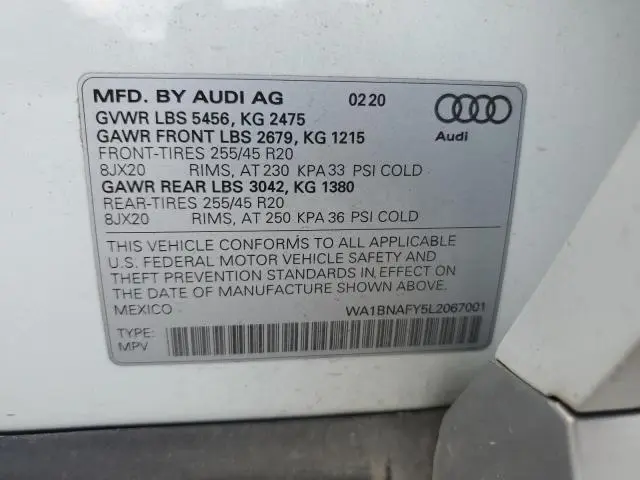 MFD. BY AUDI AG 02 20
GVWR LBS 5456, KG 2475
GAWR FRONT LBS 2679, KG 1215
FRONT-TIRES 255/45 R20
8JX20 RIMS, AT 230 KPA 33 PSI COLD
GAWR REAR LBS 3042, KG 1380
REAR-TIRES 255/45 R20
8JX20 RIMS, AT 250 KPA 36 PSI COLD
Audi
THIS VEHICLE CONFORMS TO ALL APPLICABLE
U.S. FEDERAL MOTOR VEHICLE SAFETY AND
THEFT PREVENTION STANDARDS IN EFFECT ON
THE DATE OF MANUFACTURE SHOWN ABOVE.
MEXICO WA1BNAFY5L2067001
TYPE:
MPV